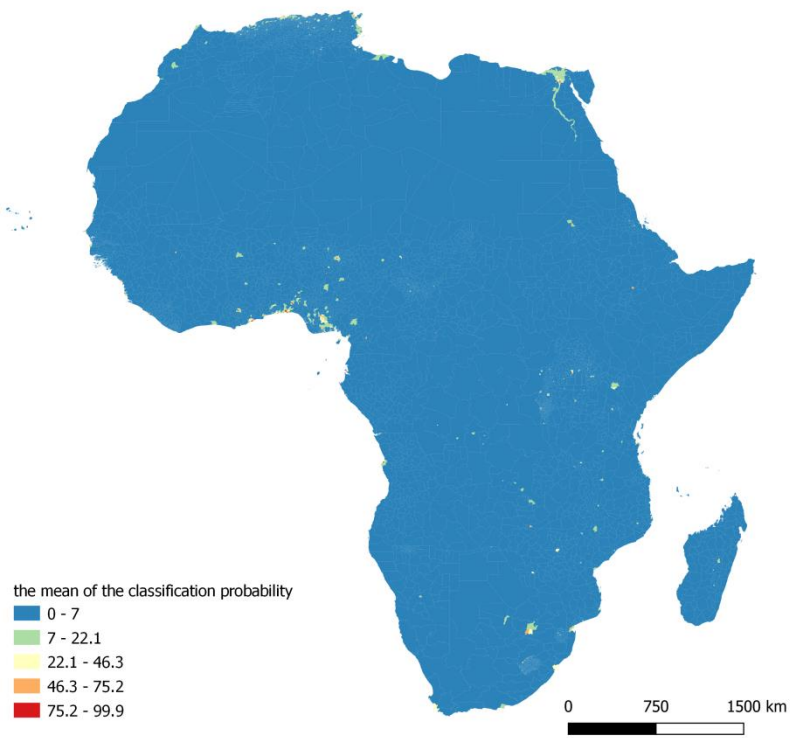 the mean of the classification probability
0 - 7
7 - 22.1
22.1 - 46.3
46.3 - 75.2
75.2 - 99.9
0 750 1500 km